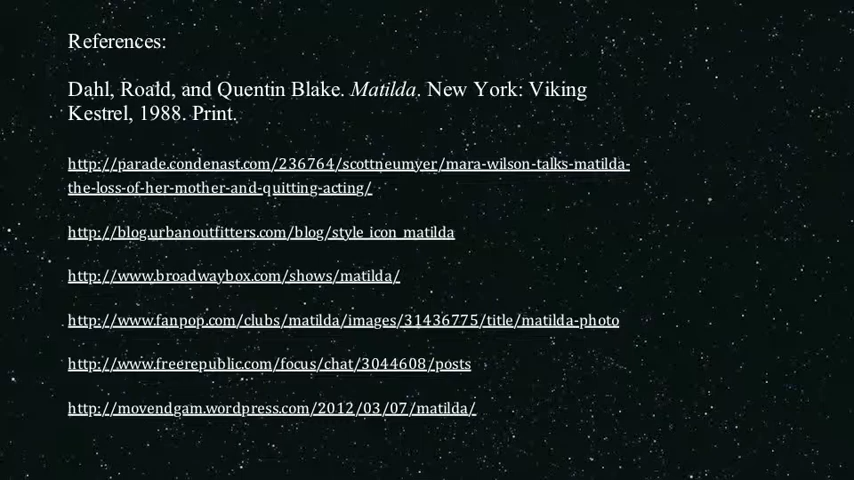 References:
Dahl, Roald, and Quentin Blake. Matilda. New York: Viking
Kestrel, 1988. Print.
http://parade.condenast.com/236764/scottneumyer/mara-wilson-talks-matilda-
the-loss-of-her-mother-and-quitting-acting/
http://blog.urbanoutfitters.com/blog/style_icon_matilda
http://www.broadwaybox.com/shows/matilda/
http://www.fanpop.com/clubs/matilda/images/31436775/title/matilda-photo
http://www.freerepublic.com/focus/chat/3044608/posts
http://movendgam.wordpress.com/2012/03/07/matilda/